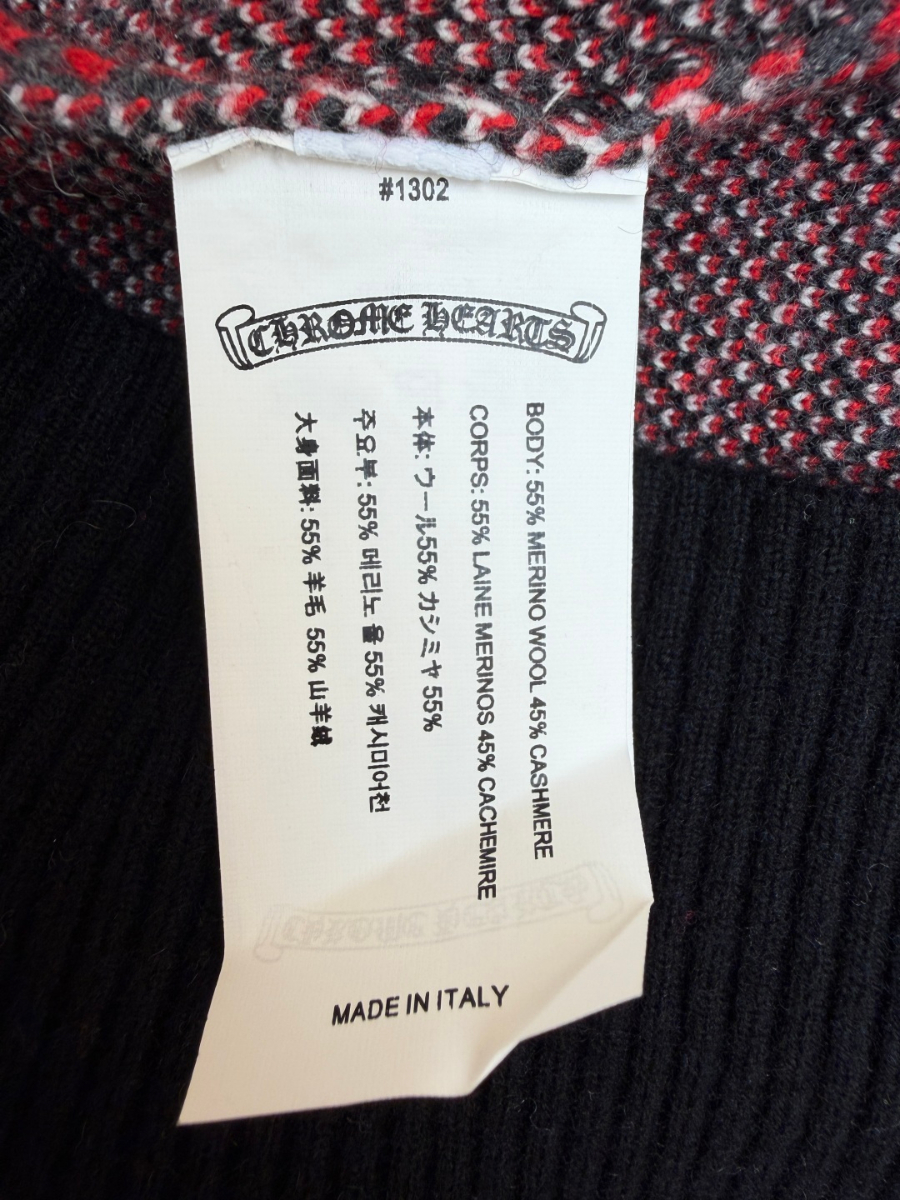 #1302
CHROME HEARTS
BODY: 55% MERINO WOOL 45% CASHMERE
CORPS: 55% LAINE MERINOS 45% CACHEMIRE
本体: ウール55% カシミヤ 55%
주요부: 55% 메리노 울 55% 캐시미어천
大身面料: 55% 羊毛 55% 山羊绒
MADE IN ITALY